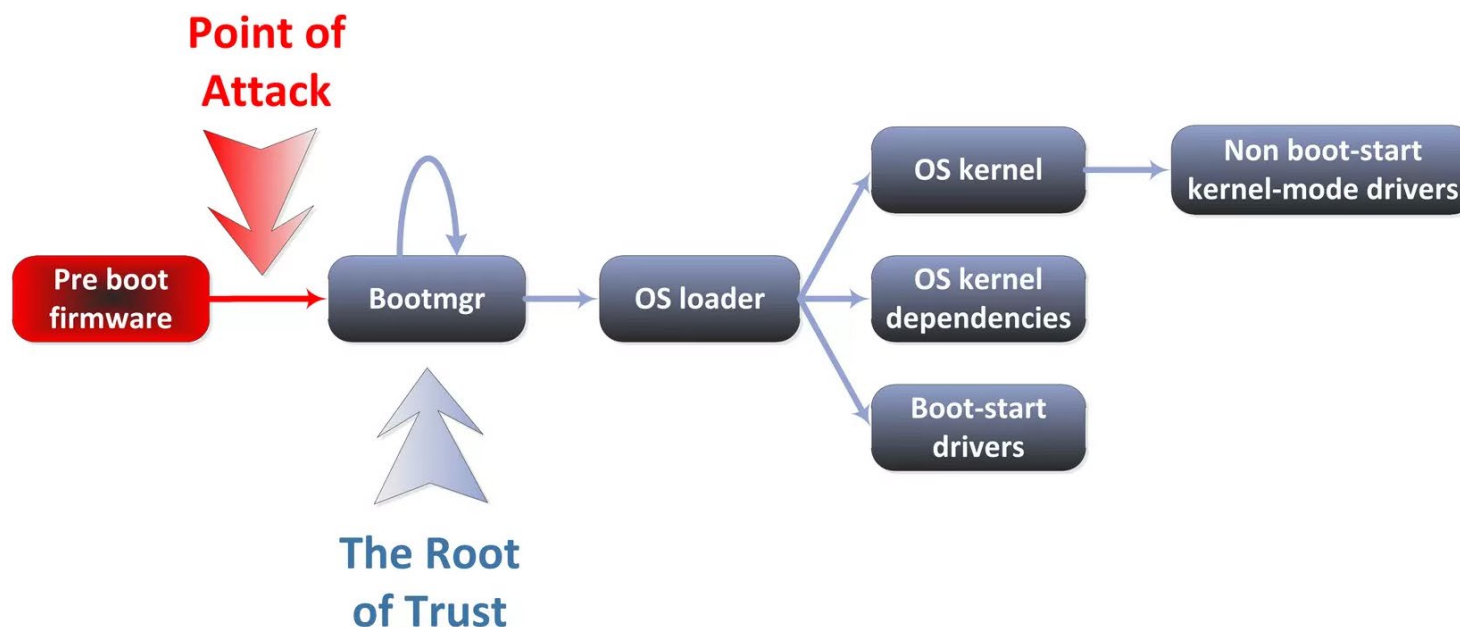 Point of
Attack
Pre boot
firmware
Bootmgr
OS loader
OS kernel
Non boot-start
kernel-mode drivers
OS kernel
dependencies
Boot-start
drivers
The Root
of Trust